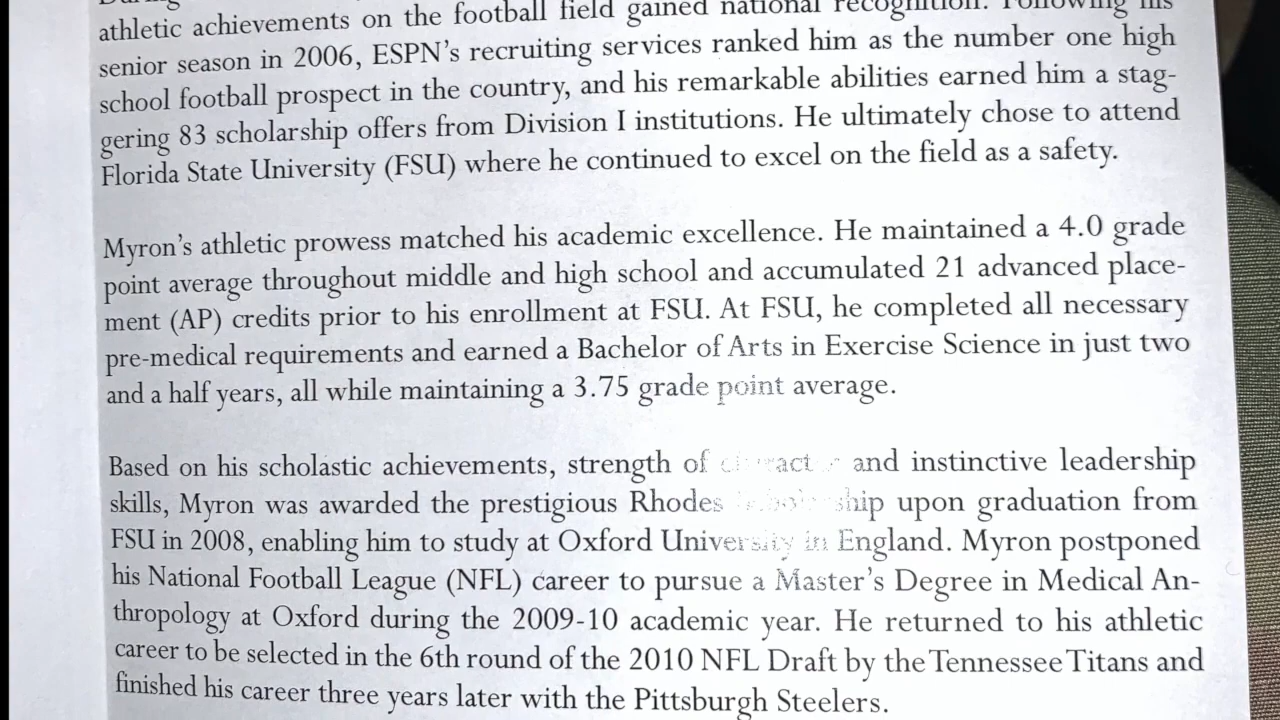 athletic achievements on the football field gained national recognition. Following his
senior season in 2006, ESPN's recruiting services ranked him as the number one high
school football prospect in the country, and his remarkable abilities earned him a stag-
gering 83 scholarship offers from Division I institutions. He ultimately chose to attend
Florida State University (FSU) where he continued to excel on the field as a safety.
Myron's athletic prowess matched his academic excellence. He maintained a 4.0 grade
point average throughout middle and high school and accumulated 21 advanced place-
ment (AP) credits prior to his enrollment at FSU. At FSU, he completed all necessary
pre-medical requirements and earned Bachelor of Arts in Exercise Science in just two
and a half years, all while maintaining a 3.75 grade point average.
Based on his scholastic achievements, strength of and instinctive leadership
skills, Myron was awarded the prestigious Rhodes upon graduation from
FSU in 2008, enabling him to study at Oxford University in England. Myron postponed
his National Football League (NFL) career to pursue a Master's Degree in Medical An-
thropology at Oxford during the 2009-10 academic year. He returned to his athletic
career to be selected in the 6th round of the 2010 NFL Draft by the Tennessee Titans and
finished his career three years later with the Pittsburgh Steelers.